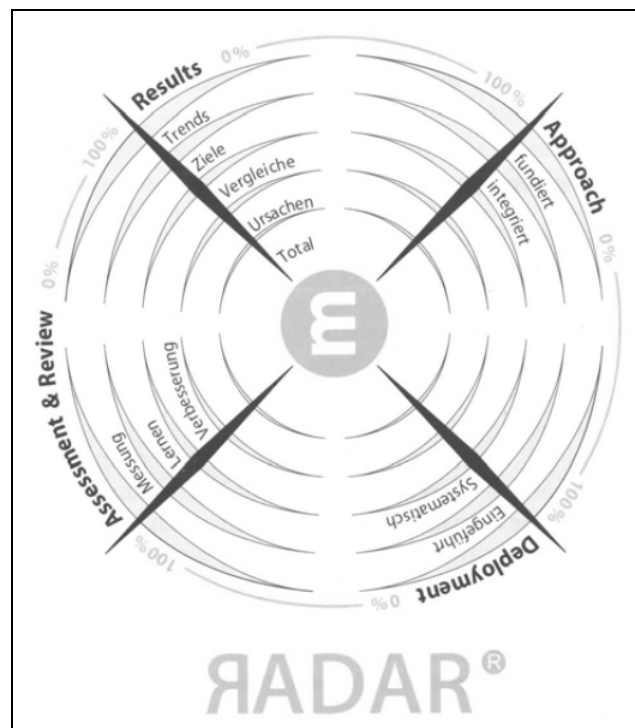 Results
0%
100%
0%
Trends
Ziele
Vergleiche
Ursachen
Total
Approach
100%
0%
fundiert
integriert
m
Assessment & Review
100%
Messung
Lernen
Verbesserung
Deployment
100%
0%
Eingeführt
Systematisch
ЯADAR®